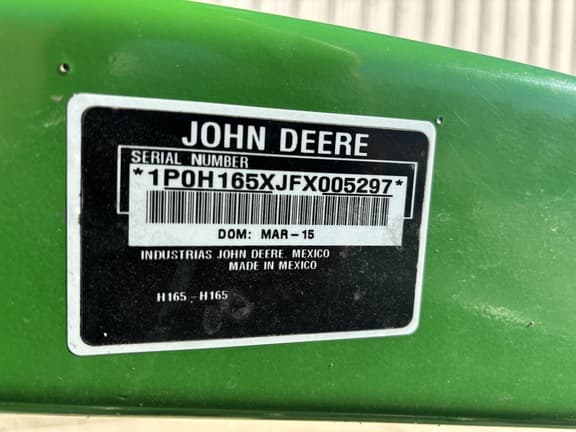 JOHN DEERE
SERIAL NUMBER
*1P0H165XJFX005297*
DOM: MAR-15
INDUSTRIAS JOHN DEERE, MEXICO
MADE IN MEXICO
H165 - H165